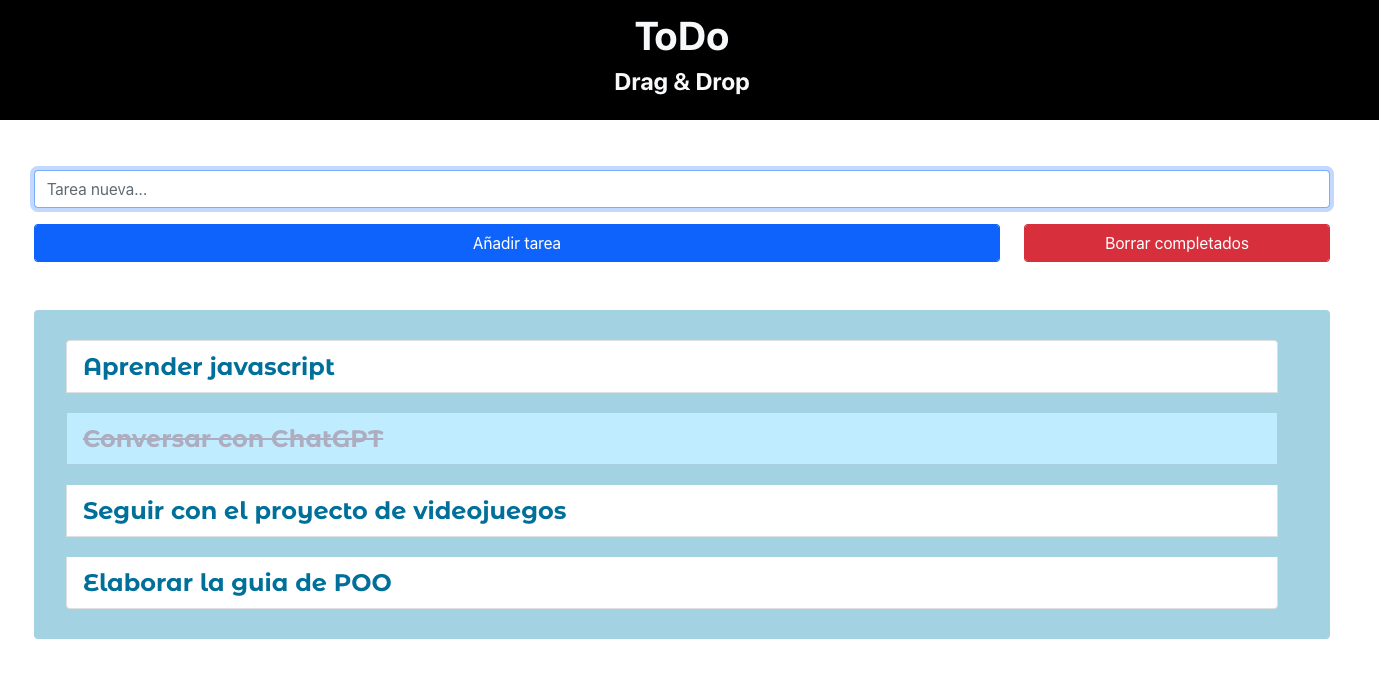 ToDo
Drag & Drop
Tarea nueva...
Añadir tarea
Borrar completados
Aprender javascript
Conversar con ChatGPT
Seguir con el proyecto de videojuegos
Elaborar la guia de POO